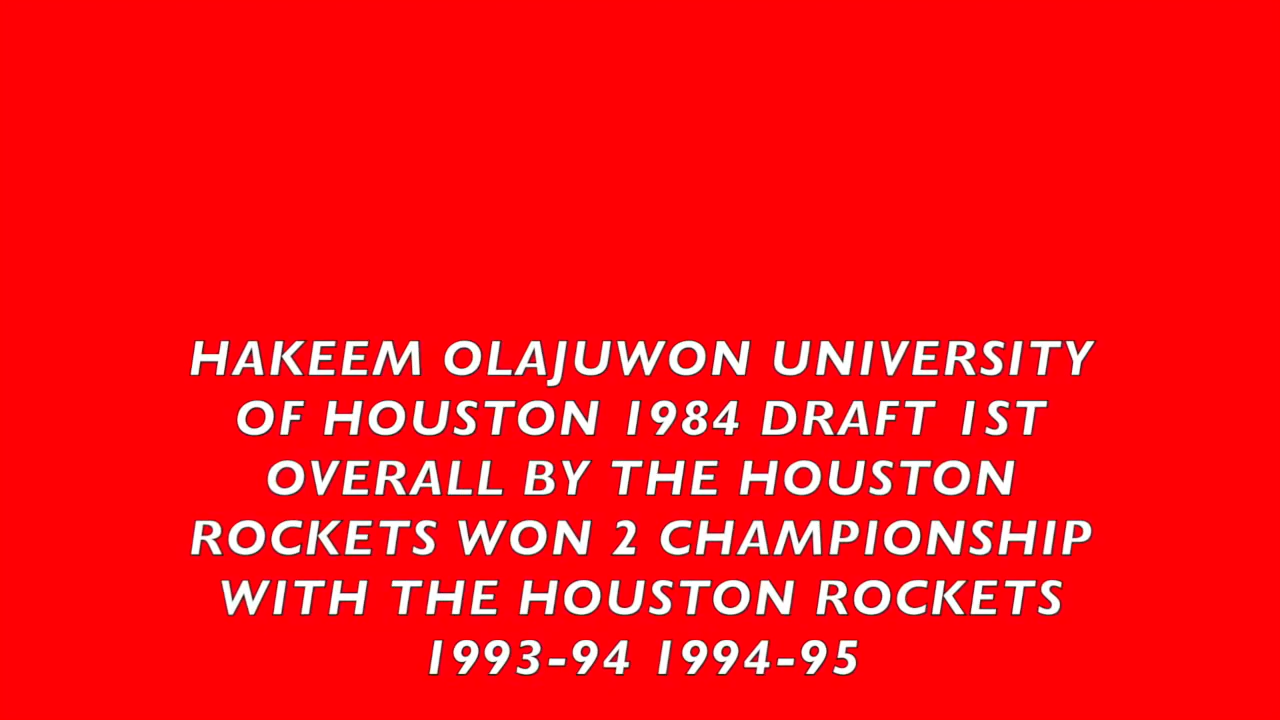 HAKEEM OLAJUWON UNIVERSITY
OF HOUSTON 1984 DRAFT 1ST
OVERALL BY THE HOUSTON
ROCKETS WON 2 CHAMPIONSHIP
WITH THE HOUSTON ROCKETS
1993-94 1994-95